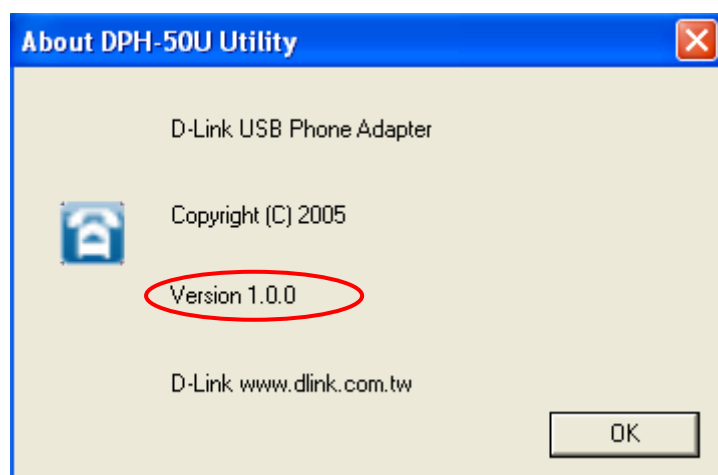 About DPH-50U Utility
D-Link USB Phone Adapter
Copyright (C) 2005
Version 1.0.0
D-Link www.dlink.com.tw
OK